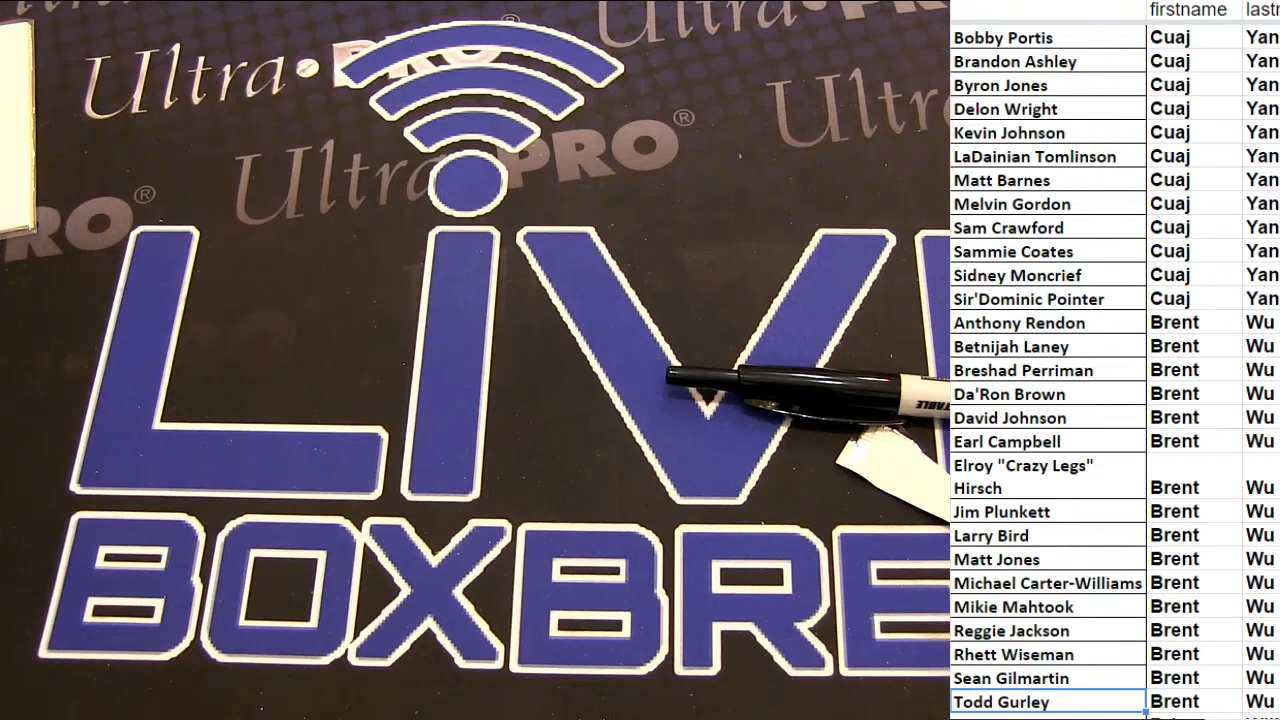 Ultra•PRO®
Ultra PRO®
Ultra PRO®
Ultra
RO®
LIV
BOXBRE
TABLE
firstname lastr
Bobby Portis Cuaj Yan
Brandon Ashley Cuaj Yan
Byron Jones Cuaj Yan
Delon Wright Cuaj Yan
Kevin Johnson Cuaj Yan
LaDainian Tomlinson Cuaj Yan
Matt Barnes Cuaj Yan
Melvin Gordon Cuaj Yan
Sam Crawford Cuaj Yan
Sammie Coates Cuaj Yan
Sidney Moncrief Cuaj Yan
Sir'Dominic Pointer Cuaj Yan
Anthony Rendon Brent Wu
Betnijah Laney Brent Wu
Breshad Perriman Brent Wu
Da'Ron Brown Brent Wu
David Johnson Brent Wu
Earl Campbell Brent Wu
Elroy "Crazy Legs"
Hirsch Brent Wu
Jim Plunkett Brent Wu
Larry Bird Brent Wu
Matt Jones Brent Wu
Michael Carter-Williams Brent Wu
Mikie Mahtook Brent Wu
Reggie Jackson Brent Wu
Rhett Wiseman Brent Wu
Sean Gilmartin Brent Wu
Todd Gurley Brent Wu